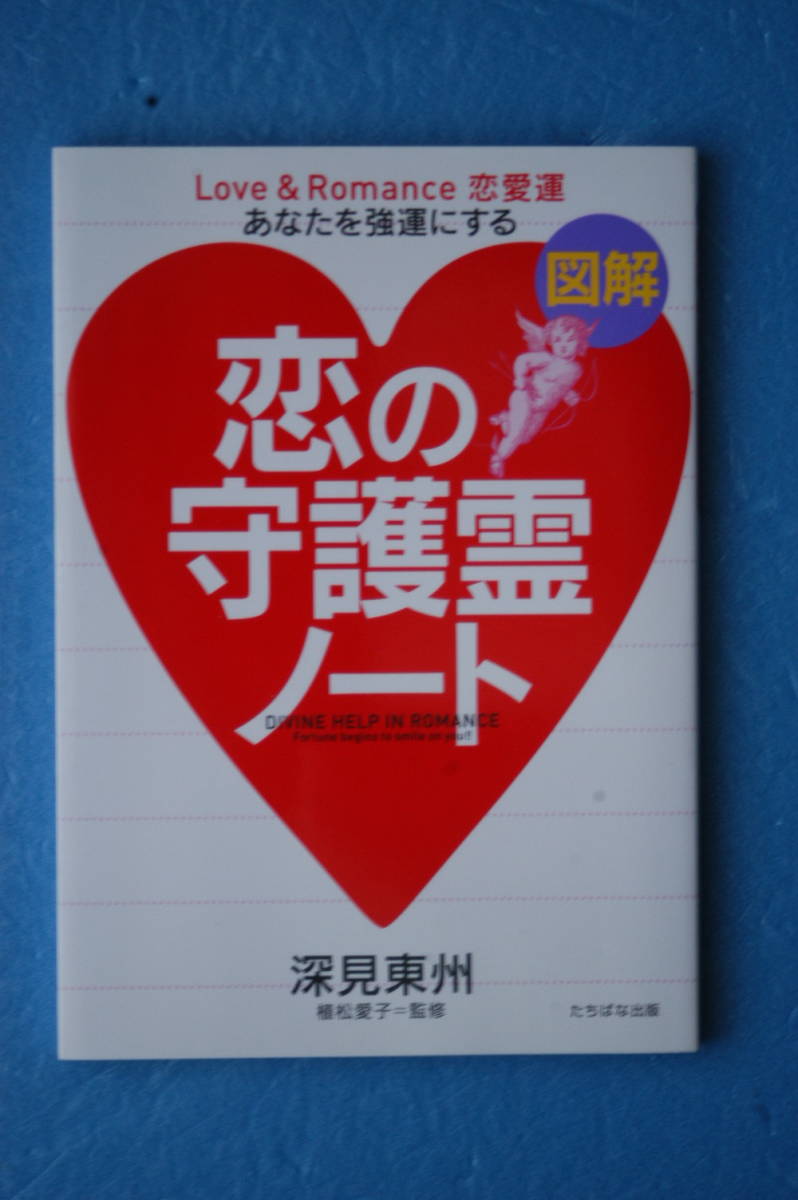 Love & Romance 恋愛運
あなたを強運にする
図解
恋の
守護霊
ノート
DIVINE HELP IN ROMANCE
Fortune begins to smile on you!!
深見東州
植松愛子＝監修
たちばな出版